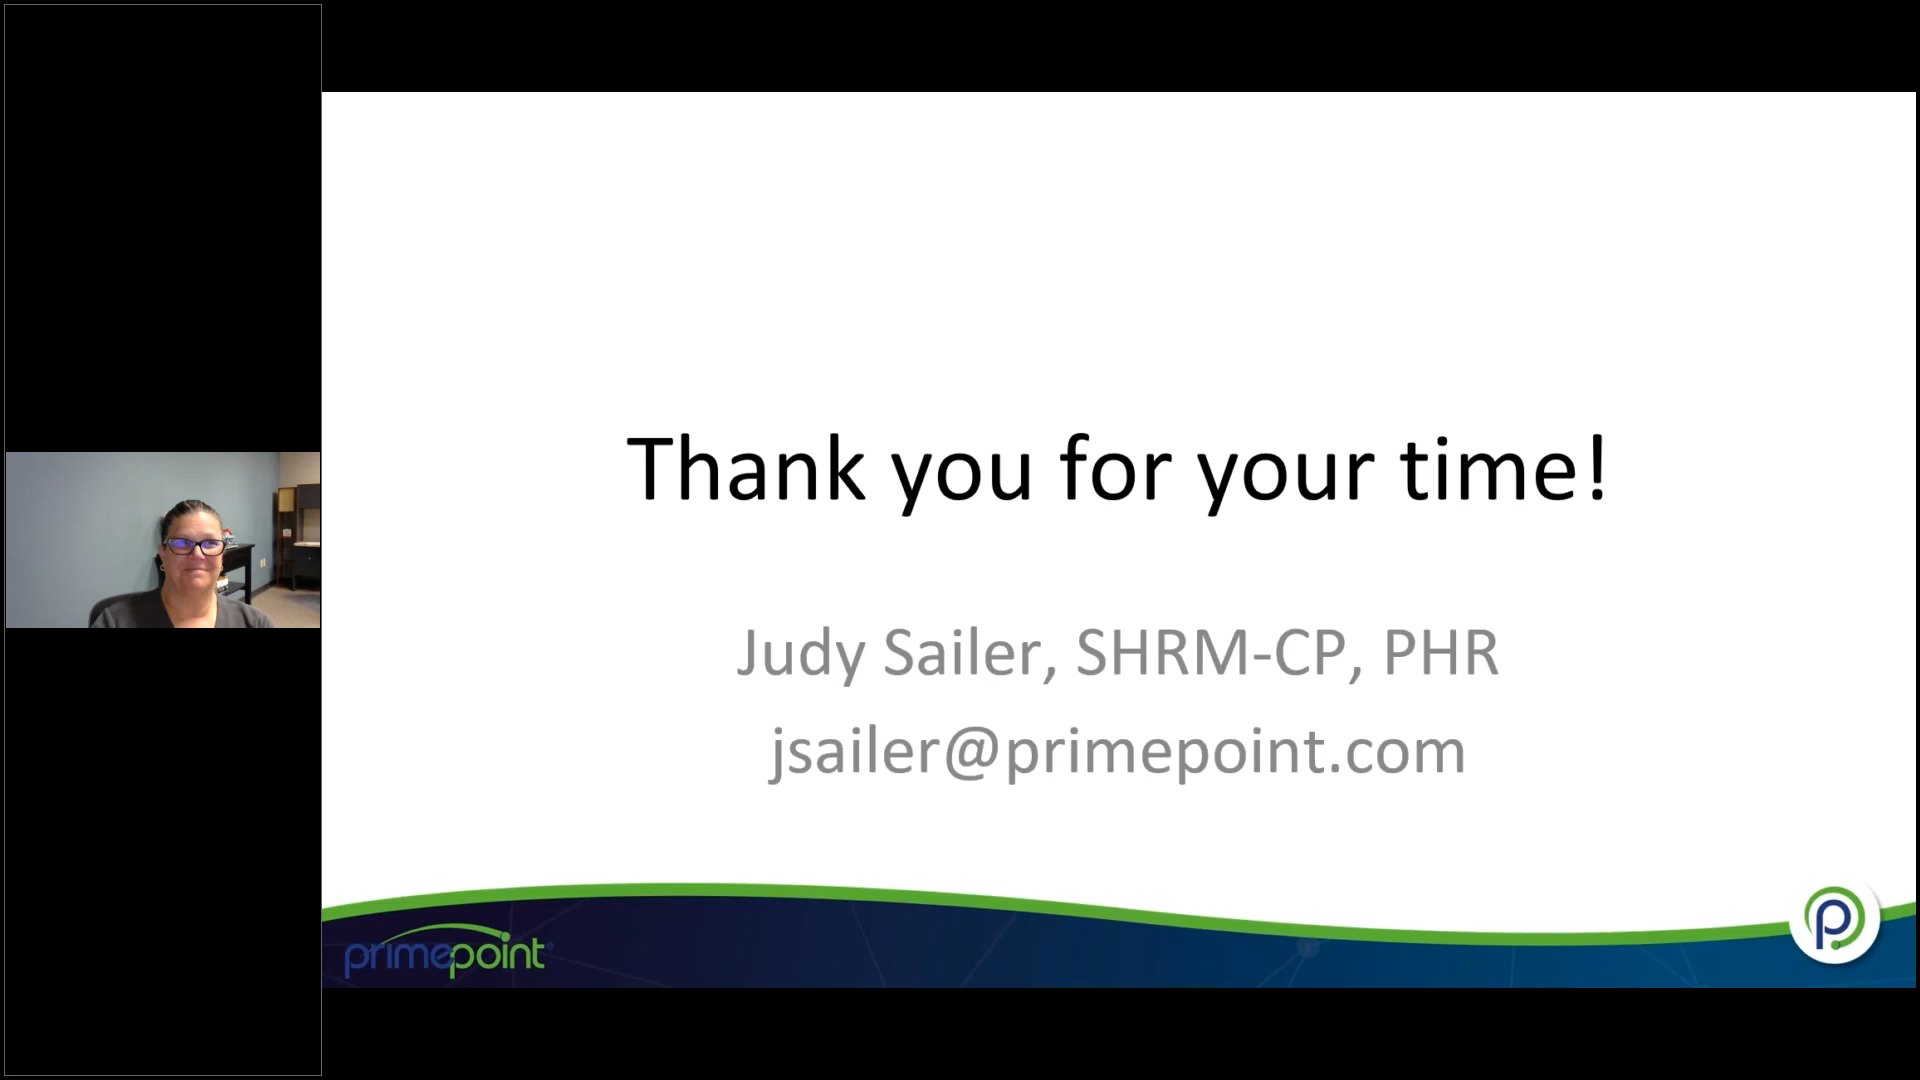 Thank you for your time!
Judy Sailer, SHRM-CP, PHR
jsailer@primepoint.com
primepoint®
p